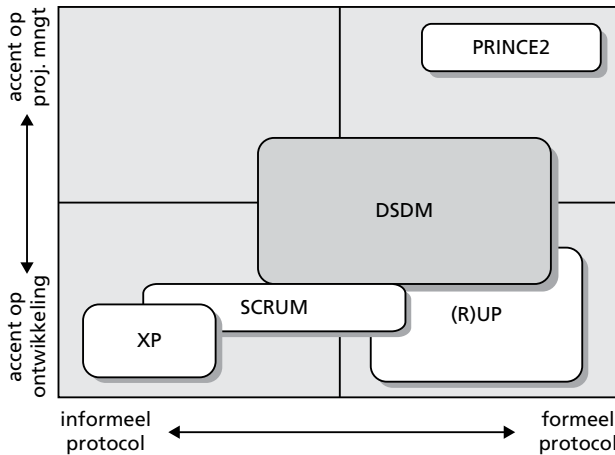 accent op
proj. mngt
PRINCE2
DSDM
accent op
ontwikkeling
SCRUM
(R)UP
XP
informeel
protocol
formeel
protocol